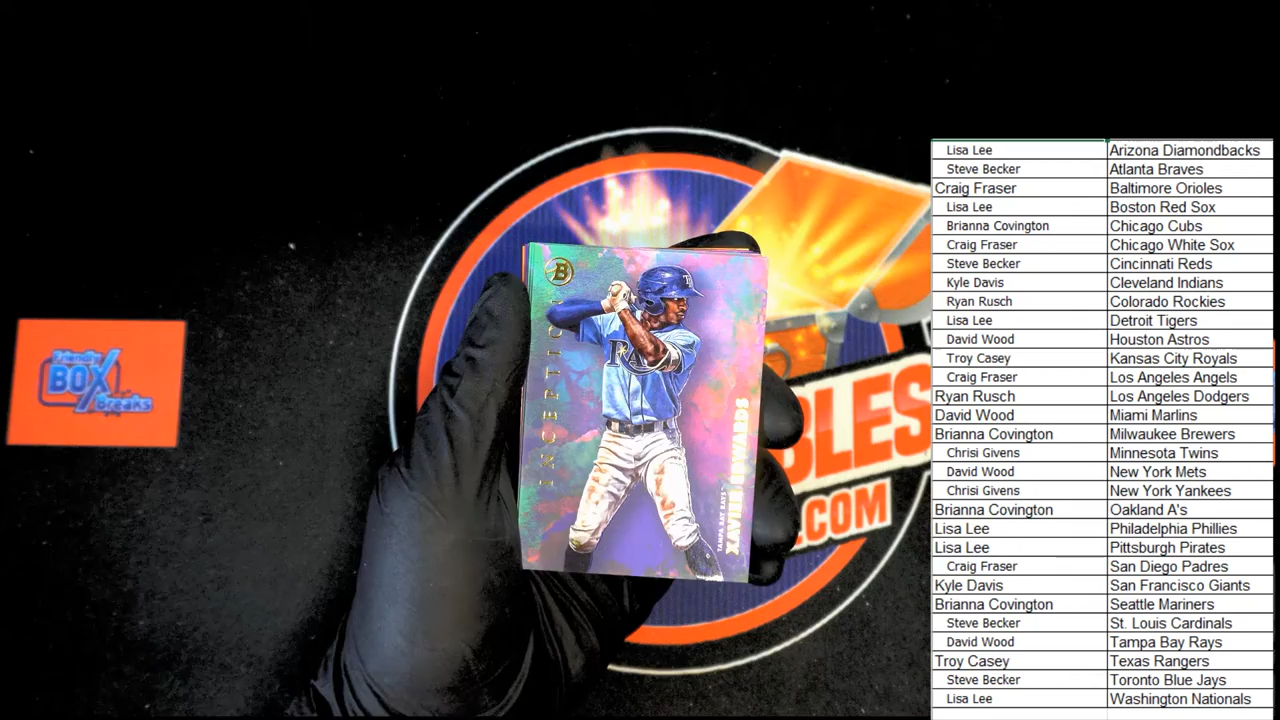 Friendly
BOX
Breaks
B
INCEPTION
TB
TAMPA BAY RAYS
XAVIER EDWARDS
BLES
.COM
Lisa Lee Arizona Diamondbacks
Steve Becker Atlanta Braves
Craig Fraser Baltimore Orioles
Lisa Lee Boston Red Sox
Brianna Covington Chicago Cubs
Craig Fraser Chicago White Sox
Steve Becker Cincinnati Reds
Kyle Davis Cleveland Indians
Ryan Rusch Colorado Rockies
Lisa Lee Detroit Tigers
David Wood Houston Astros
Troy Casey Kansas City Royals
Craig Fraser Los Angeles Angels
Ryan Rusch Los Angeles Dodgers
David Wood Miami Marlins
Brianna Covington Milwaukee Brewers
Chrisi Givens Minnesota Twins
David Wood New York Mets
Chrisi Givens New York Yankees
Brianna Covington Oakland A's
Lisa Lee Philadelphia Phillies
Lisa Lee Pittsburgh Pirates
Craig Fraser San Diego Padres
Kyle Davis San Francisco Giants
Brianna Covington Seattle Mariners
Steve Becker St. Louis Cardinals
David Wood Tampa Bay Rays
Troy Casey Texas Rangers
Steve Becker Toronto Blue Jays
Lisa Lee Washington Nationals